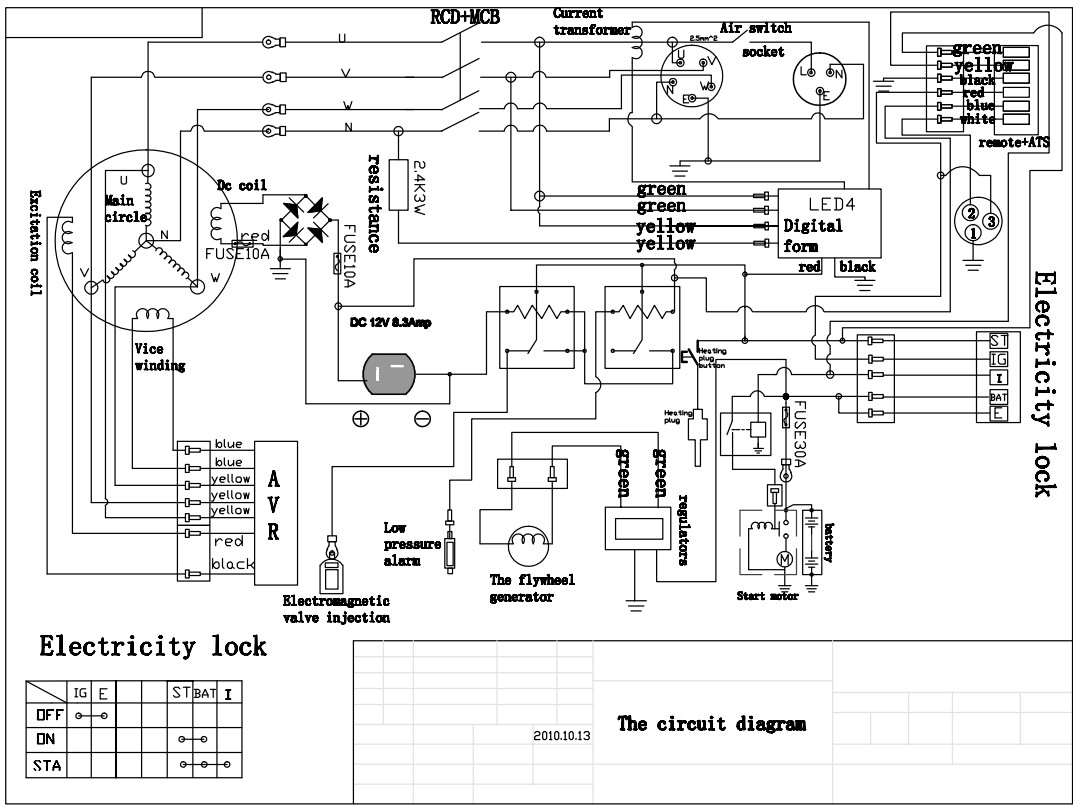 RCD+MCB
Current
transformer
Air switch
socket
2.5mm^2
U
V
W
N
U
V
N
W
E
L
N
E
green
yellow
black
red
blue
white
remote+ATS
2
3
1
resistance
2.4K3W
Excitation coil
U
Main
circle
N
V
W
Dc coil
red
FUSE10A
FUSE10A
green
green
yellow
yellow
LED4
Digital
form
red
black
DC 12V 8.3Amp
Vice
winding
Heating
plug
button
Heating
plug
FUSE30A
ST
IG
I
BAT
E
Electricity lock
blue
blue
yellow
yellow
yellow
red
black
A
V
R
Low
pressure
alarm
Electromagnetic
valve injection
The flywheel
generator
green
green
regulators
M
Start motor
battery
Electricity lock
IG E ST BAT I
OFF
ON
STA
2010.10.13
The circuit diagram